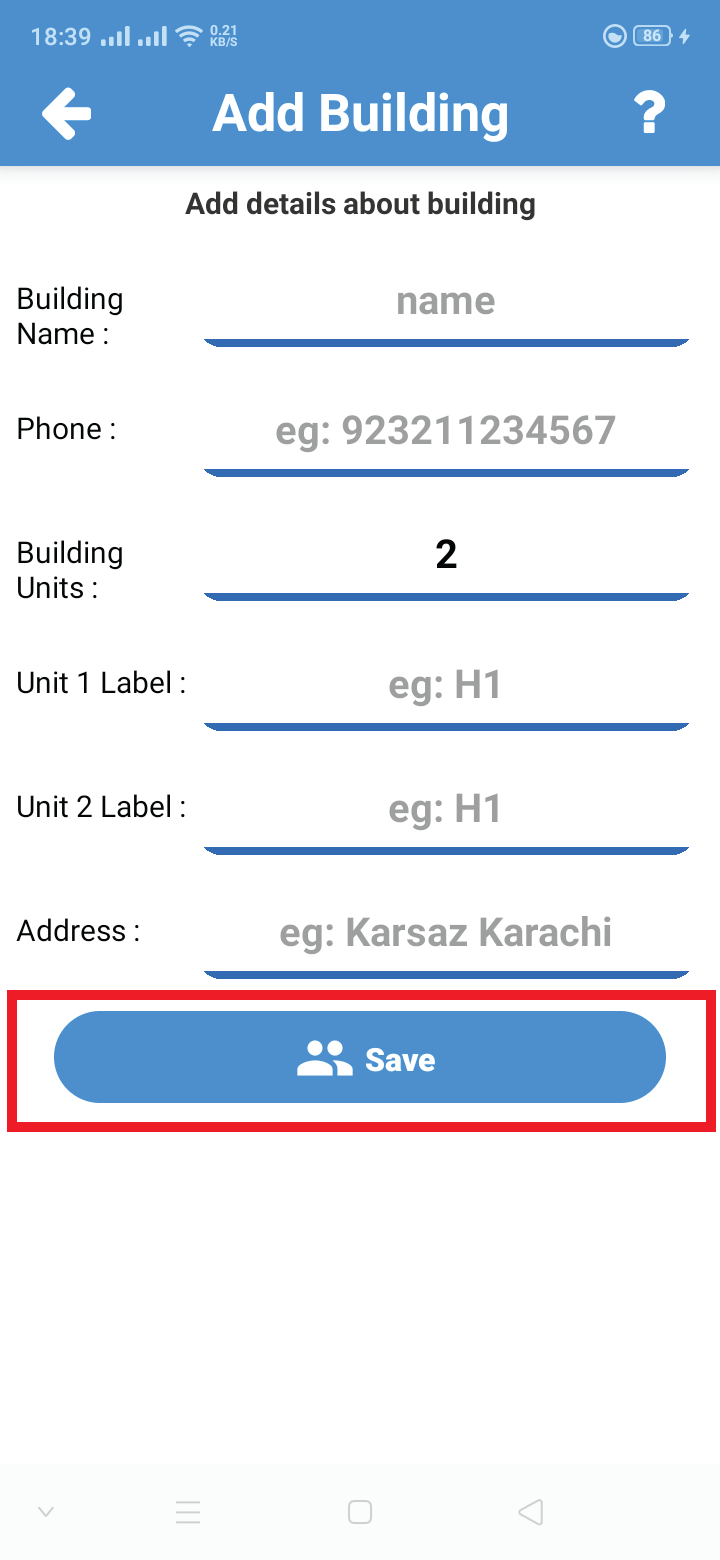 18:39 0.21 KB/S 86
Add Building ?
Add details about building
Building Name : name
Phone : eg: 923211234567
Building Units : 2
Unit 1 Label : eg: H1
Unit 2 Label : eg: H1
Address : eg: Karsaz Karachi
Save